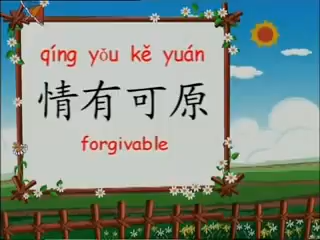 qíng yǒu kě yuán
情有可原
forgivable